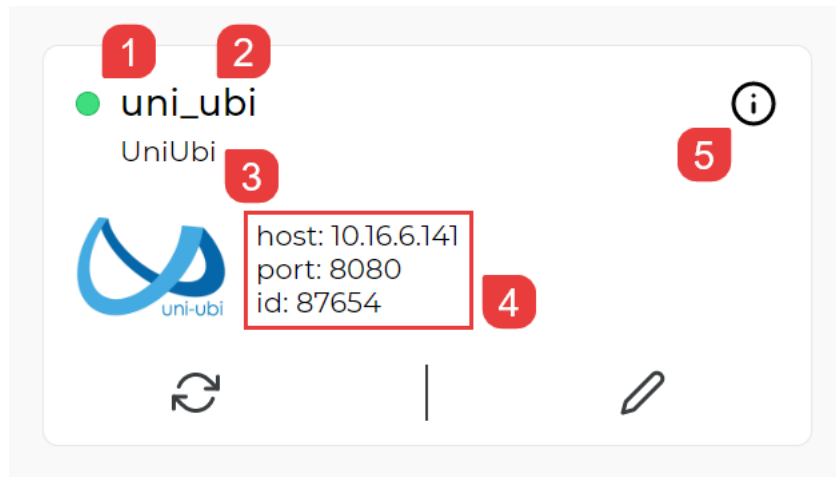 1
2
uni_ubi
UniUbi
5
3
host: 10.16.6.141
port: 8080
id: 87654
uni-ubi
4